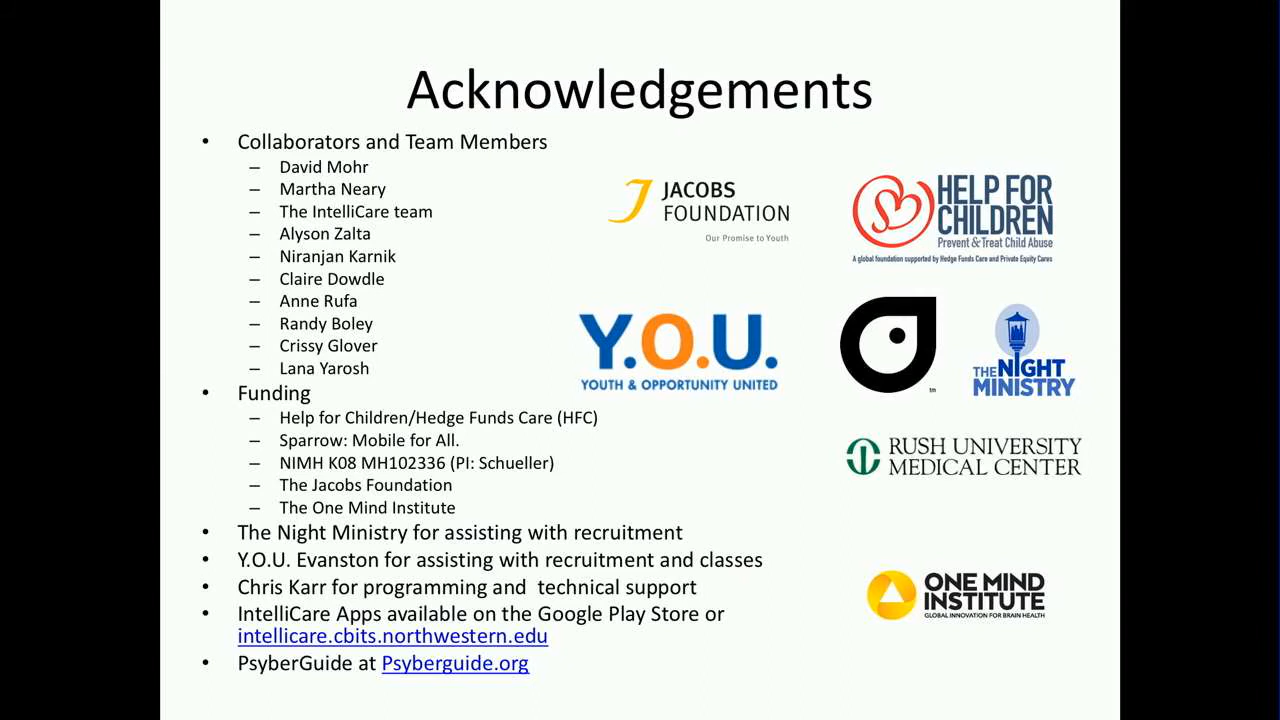 Acknowledgements
• Collaborators and Team Members
– David Mohr
– Martha Neary
– The IntelliCare team
– Alyson Zalta
– Niranjan Karnik
– Claire Dowdle
– Anne Rufa
– Randy Boley
– Crissy Glover
– Lana Yarosh
• Funding
– Help for Children/Hedge Funds Care (HFC)
– Sparrow: Mobile for All.
– NIMH K08 MH102336 (PI: Schueller)
– The Jacobs Foundation
– The One Mind Institute
• The Night Ministry for assisting with recruitment
• Y.O.U. Evanston for assisting with recruitment and classes
• Chris Karr for programming and  technical support
• IntelliCare Apps available on the Google Play Store or
intellicare.cbits.northwestern.edu
• PsyberGuide at Psyberguide.org
JACOBS
FOUNDATION
Our Promise to Youth
HELP FOR
CHILDREN
Prevent & Treat Child Abuse
A global foundation supported by Hedge Funds Care and Private Equity Cares
Y.O.U.
YOUTH & OPPORTUNITY UNITED
tm
THE NIGHT
MINISTRY
RUSH UNIVERSITY
MEDICAL CENTER
ONE MIND
INSTITUTE
GLOBAL INNOVATION FOR BRAIN HEALTH